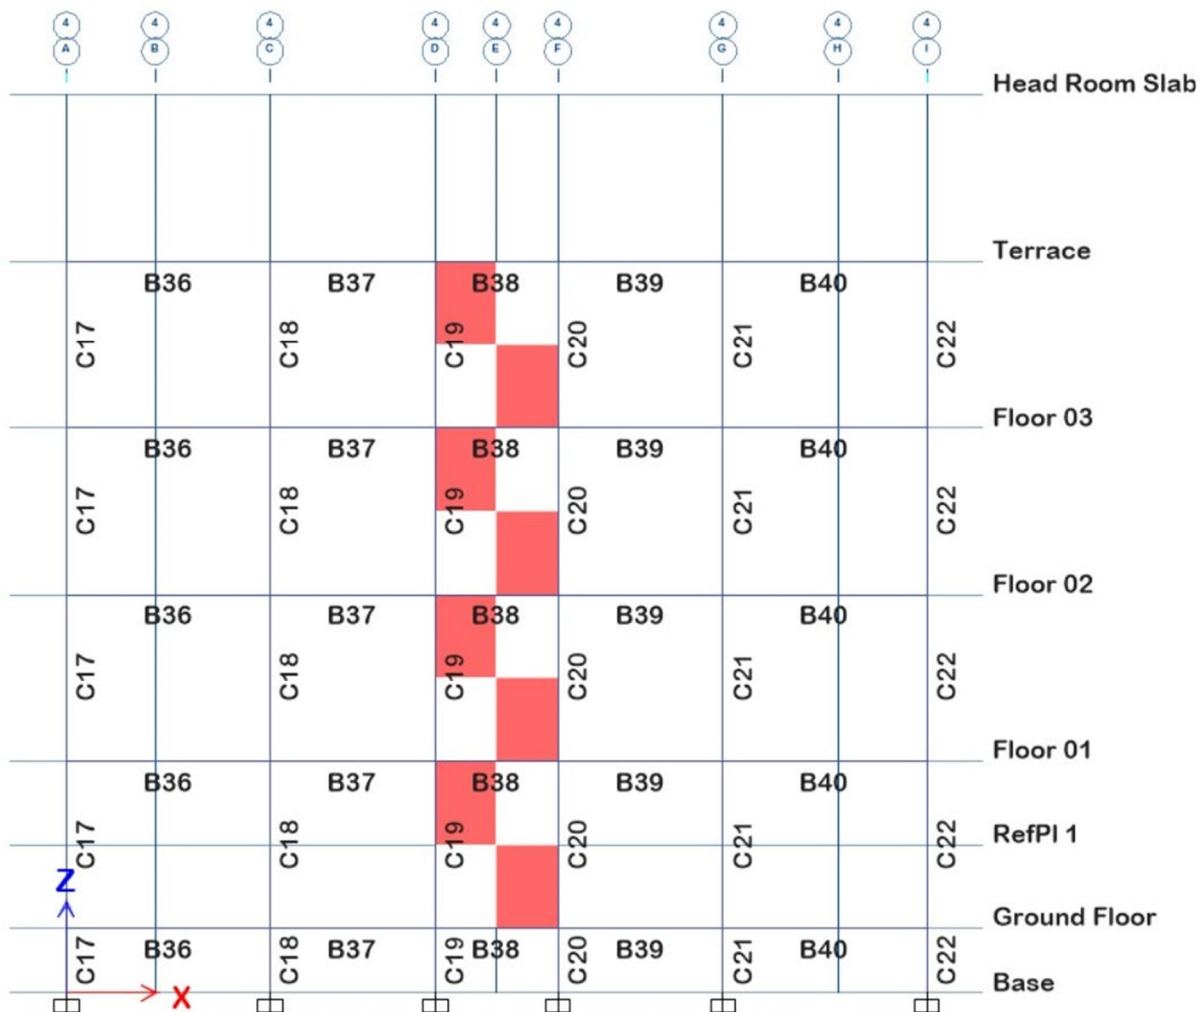 4 4 4 4 4 4 4 4 4
A B C D E F G H I
Head Room Slab
Terrace
B36 B37 B38 B39 B40
C17 C18 C19 C20 C21 C22
Floor 03
B36 B37 B38 B39 B40
C17 C18 C19 C20 C21 C22
Floor 02
B36 B37 B38 B39 B40
C17 C18 C19 C20 C21 C22
Floor 01
B36 B37 B38 B39 B40
C17 C18 C19 C20 C21 C22
RefPl 1
Z
Ground Floor
B36 B37 B38 B39 B40
C17 C18 C19 C20 C21 C22
Base
X